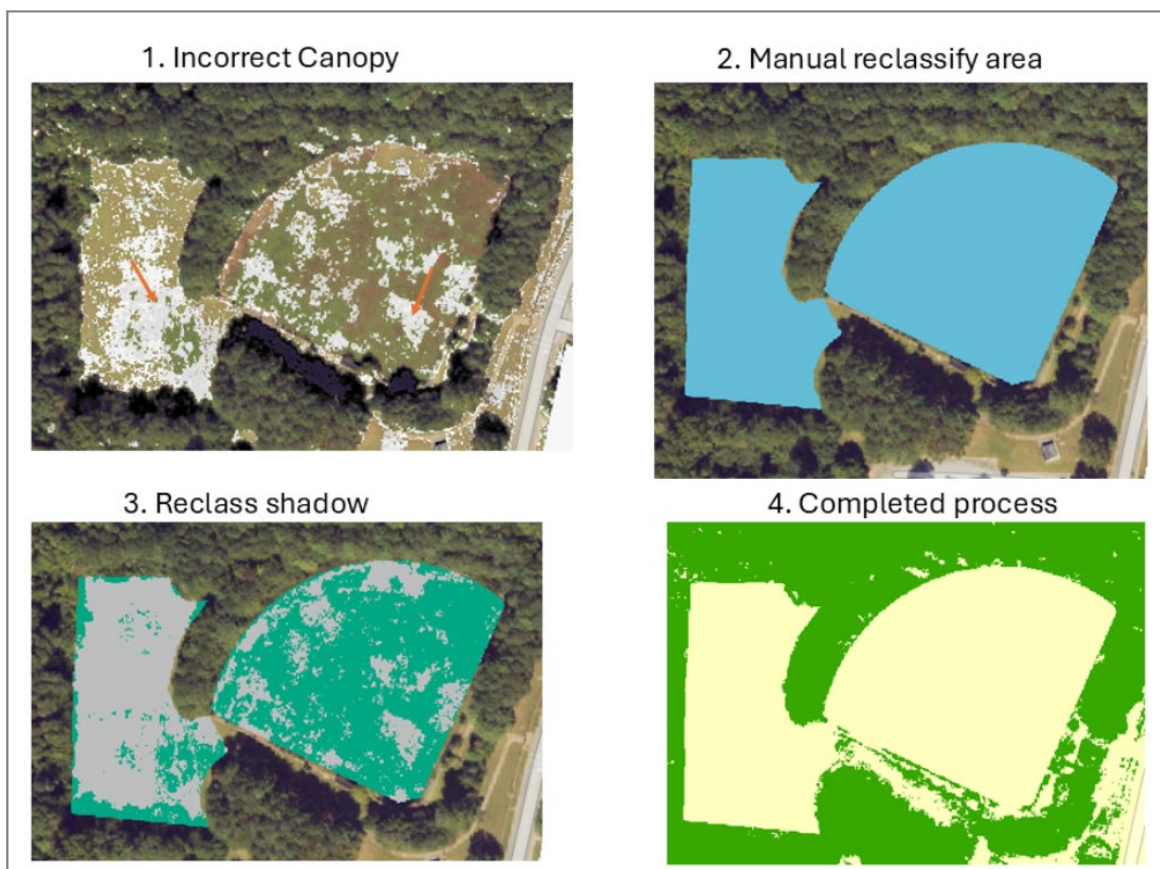 1. Incorrect Canopy
2. Manual reclassify area
3. Reclass shadow
4. Completed process